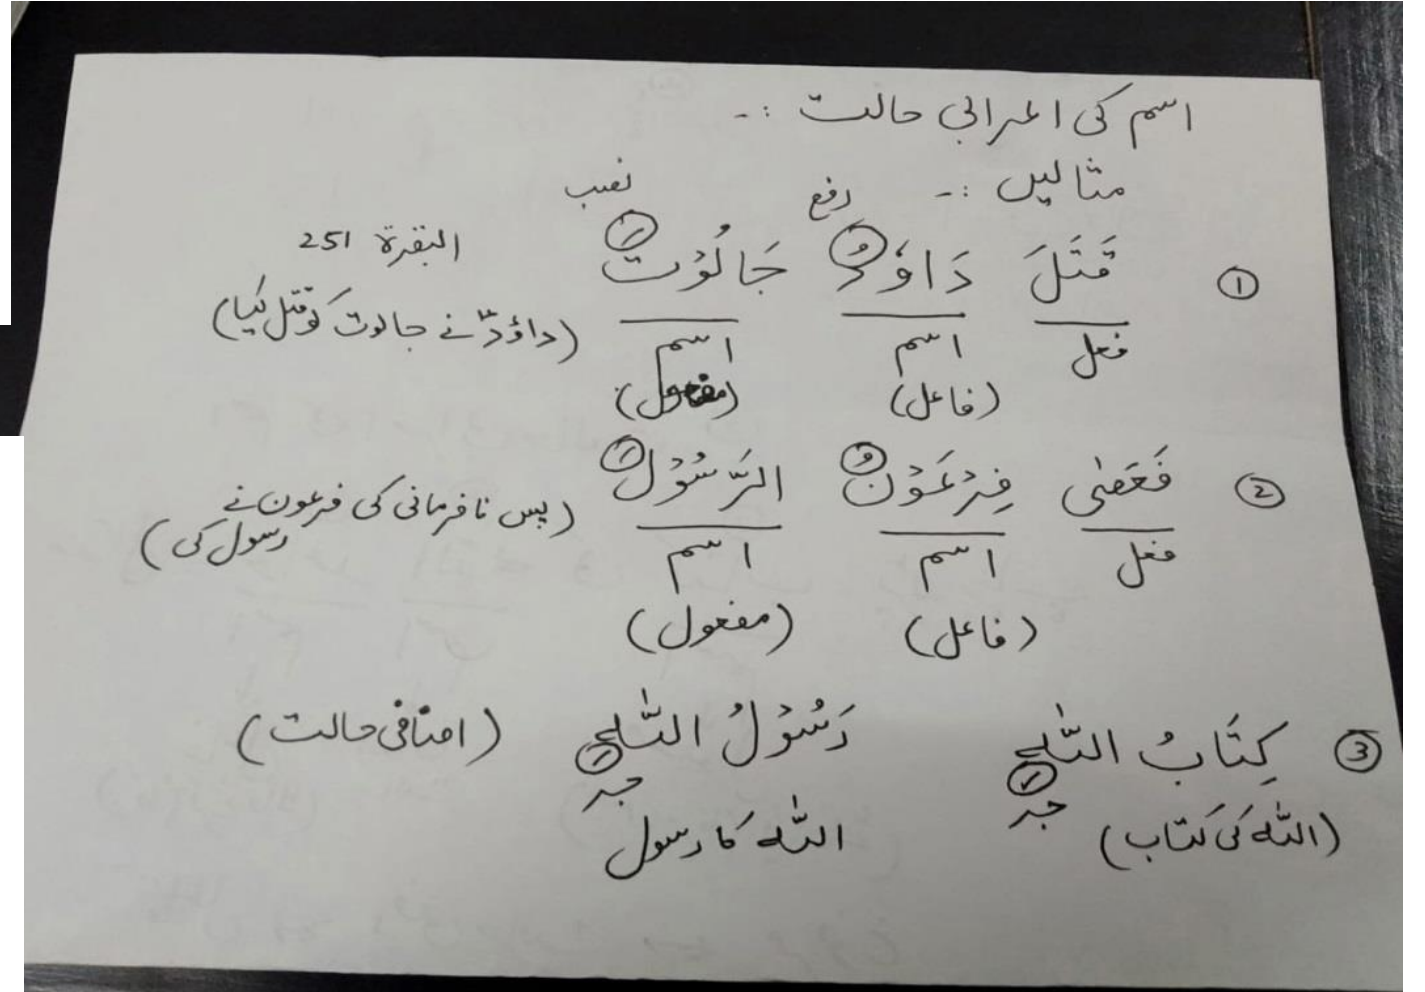 اسم کی اعرابی حالت :-
مثالیں :-
رفع نصب
① قَتَلَ دَاوٗدُ جَالُوْتَ البقرۃ 251
فعل اسم اسم (داؤدؑ نے جالوت کو قتل کیا)
(فاعل) (مفعول)
② فَعَصٰی فِرْعَوْنُ الرَّسُوْلَ (پس نافرمانی کی فرعون نے
رسول کی)
فعل اسم اسم
(فاعل) (مفعول)
③ کِتَابُ اللّٰہِ رَسُوْلُ اللّٰہِ (اضافی حالت)
جر جر
(اللّٰہ کی کتاب) اللّٰہ کا رسول